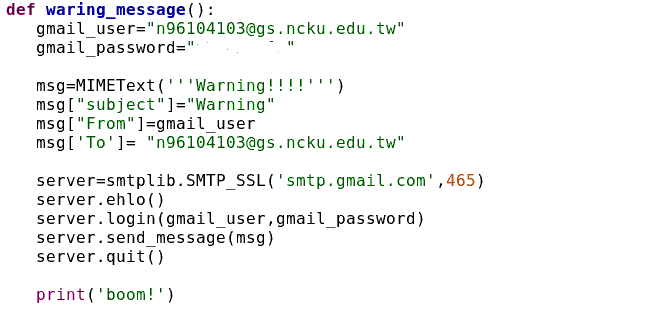 def waring_message():
gmail_user="n96104103@gs.ncku.edu.tw"
gmail_password=" "
msg=MIMEText('''Warning!!!!''')
msg["subject"]="Warning"
msg["From"]=gmail_user
msg['To']= "n96104103@gs.ncku.edu.tw"
server=smtplib.SMTP_SSL('smtp.gmail.com',465)
server.ehlo()
server.login(gmail_user,gmail_password)
server.send_message(msg)
server.quit()
print('boom!')